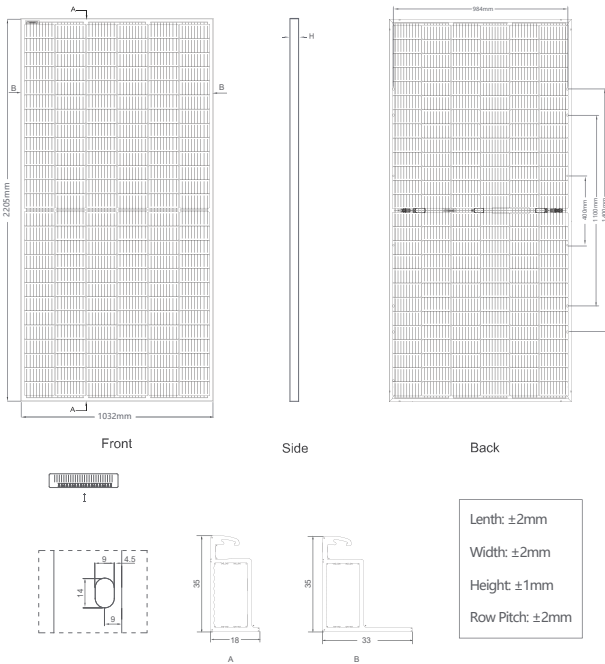 A
984mm
H
B
B
2205mm
400mm
1100mm
1400mm
A
1032mm
Front
Side
Back
9
4.5
14
9
35
18
A
35
33
B
Lenth: ±2mm
Width: ±2mm
Height: ±1mm
Row Pitch: ±2mm